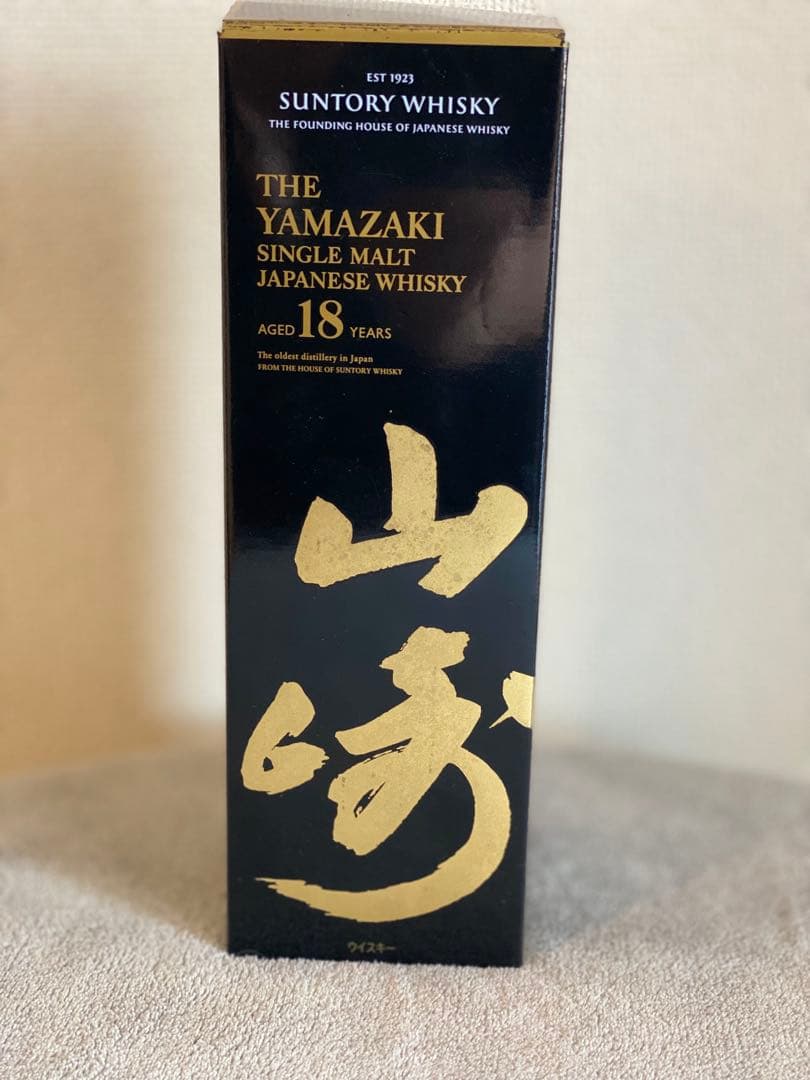 EST 1923
SUNTORY WHISKY
THE FOUNDING HOUSE OF JAPANESE WHISKY
THE
YAMAZAKI
SINGLE MALT
JAPANESE WHISKY
AGED 18 YEARS
The oldest distillery in Japan
FROM THE HOUSE OF SUNTORY WHISKY
山
崎
ウイスキー